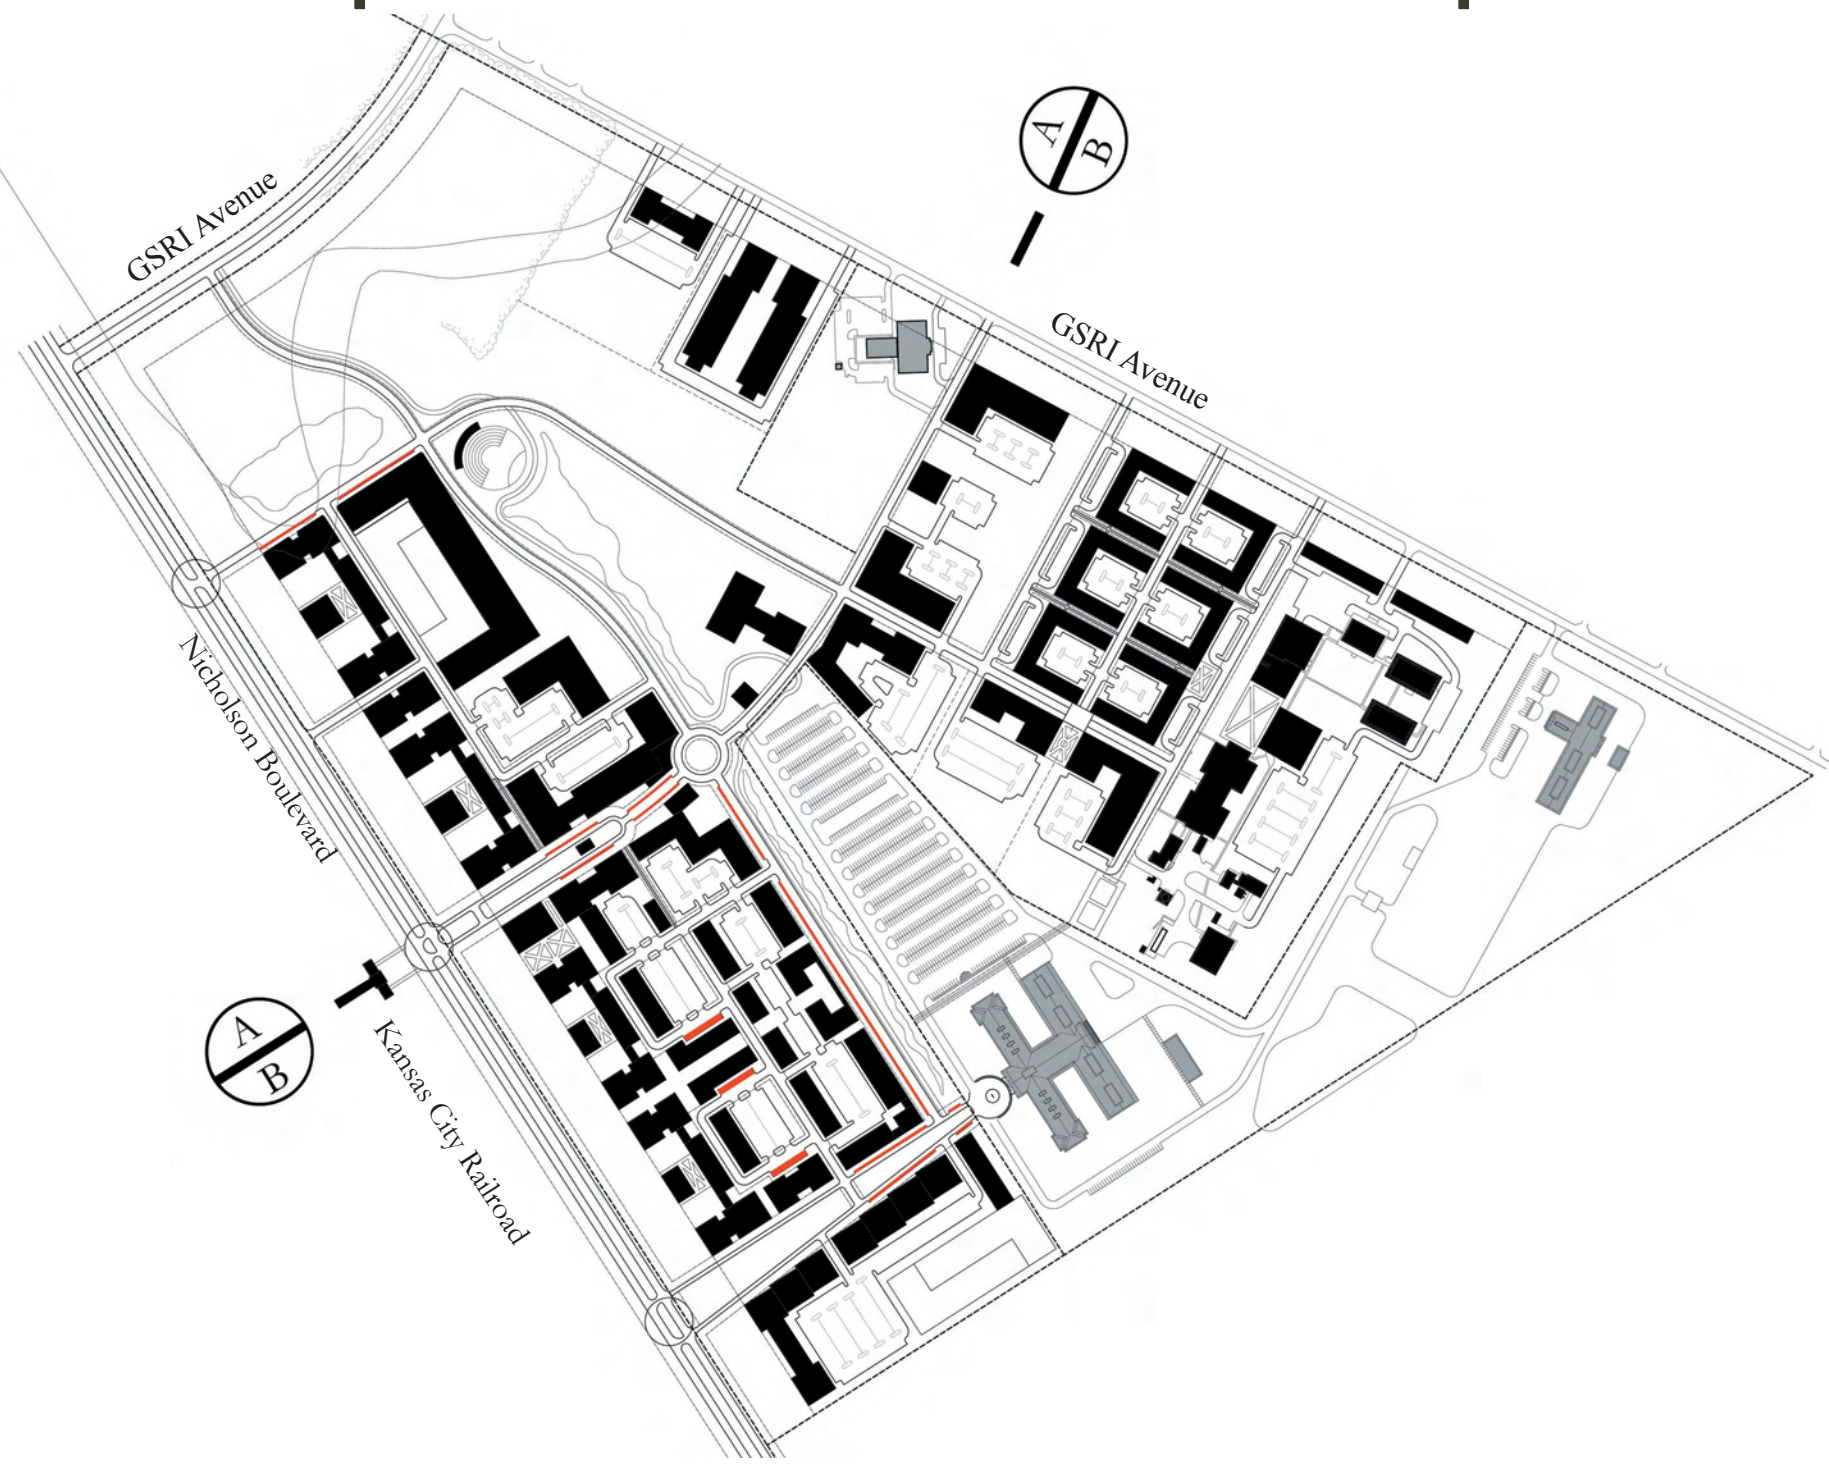 A
B
GSRI Avenue
GSRI Avenue
Nicholson Boulevard
A
B
Kansas City Railroad